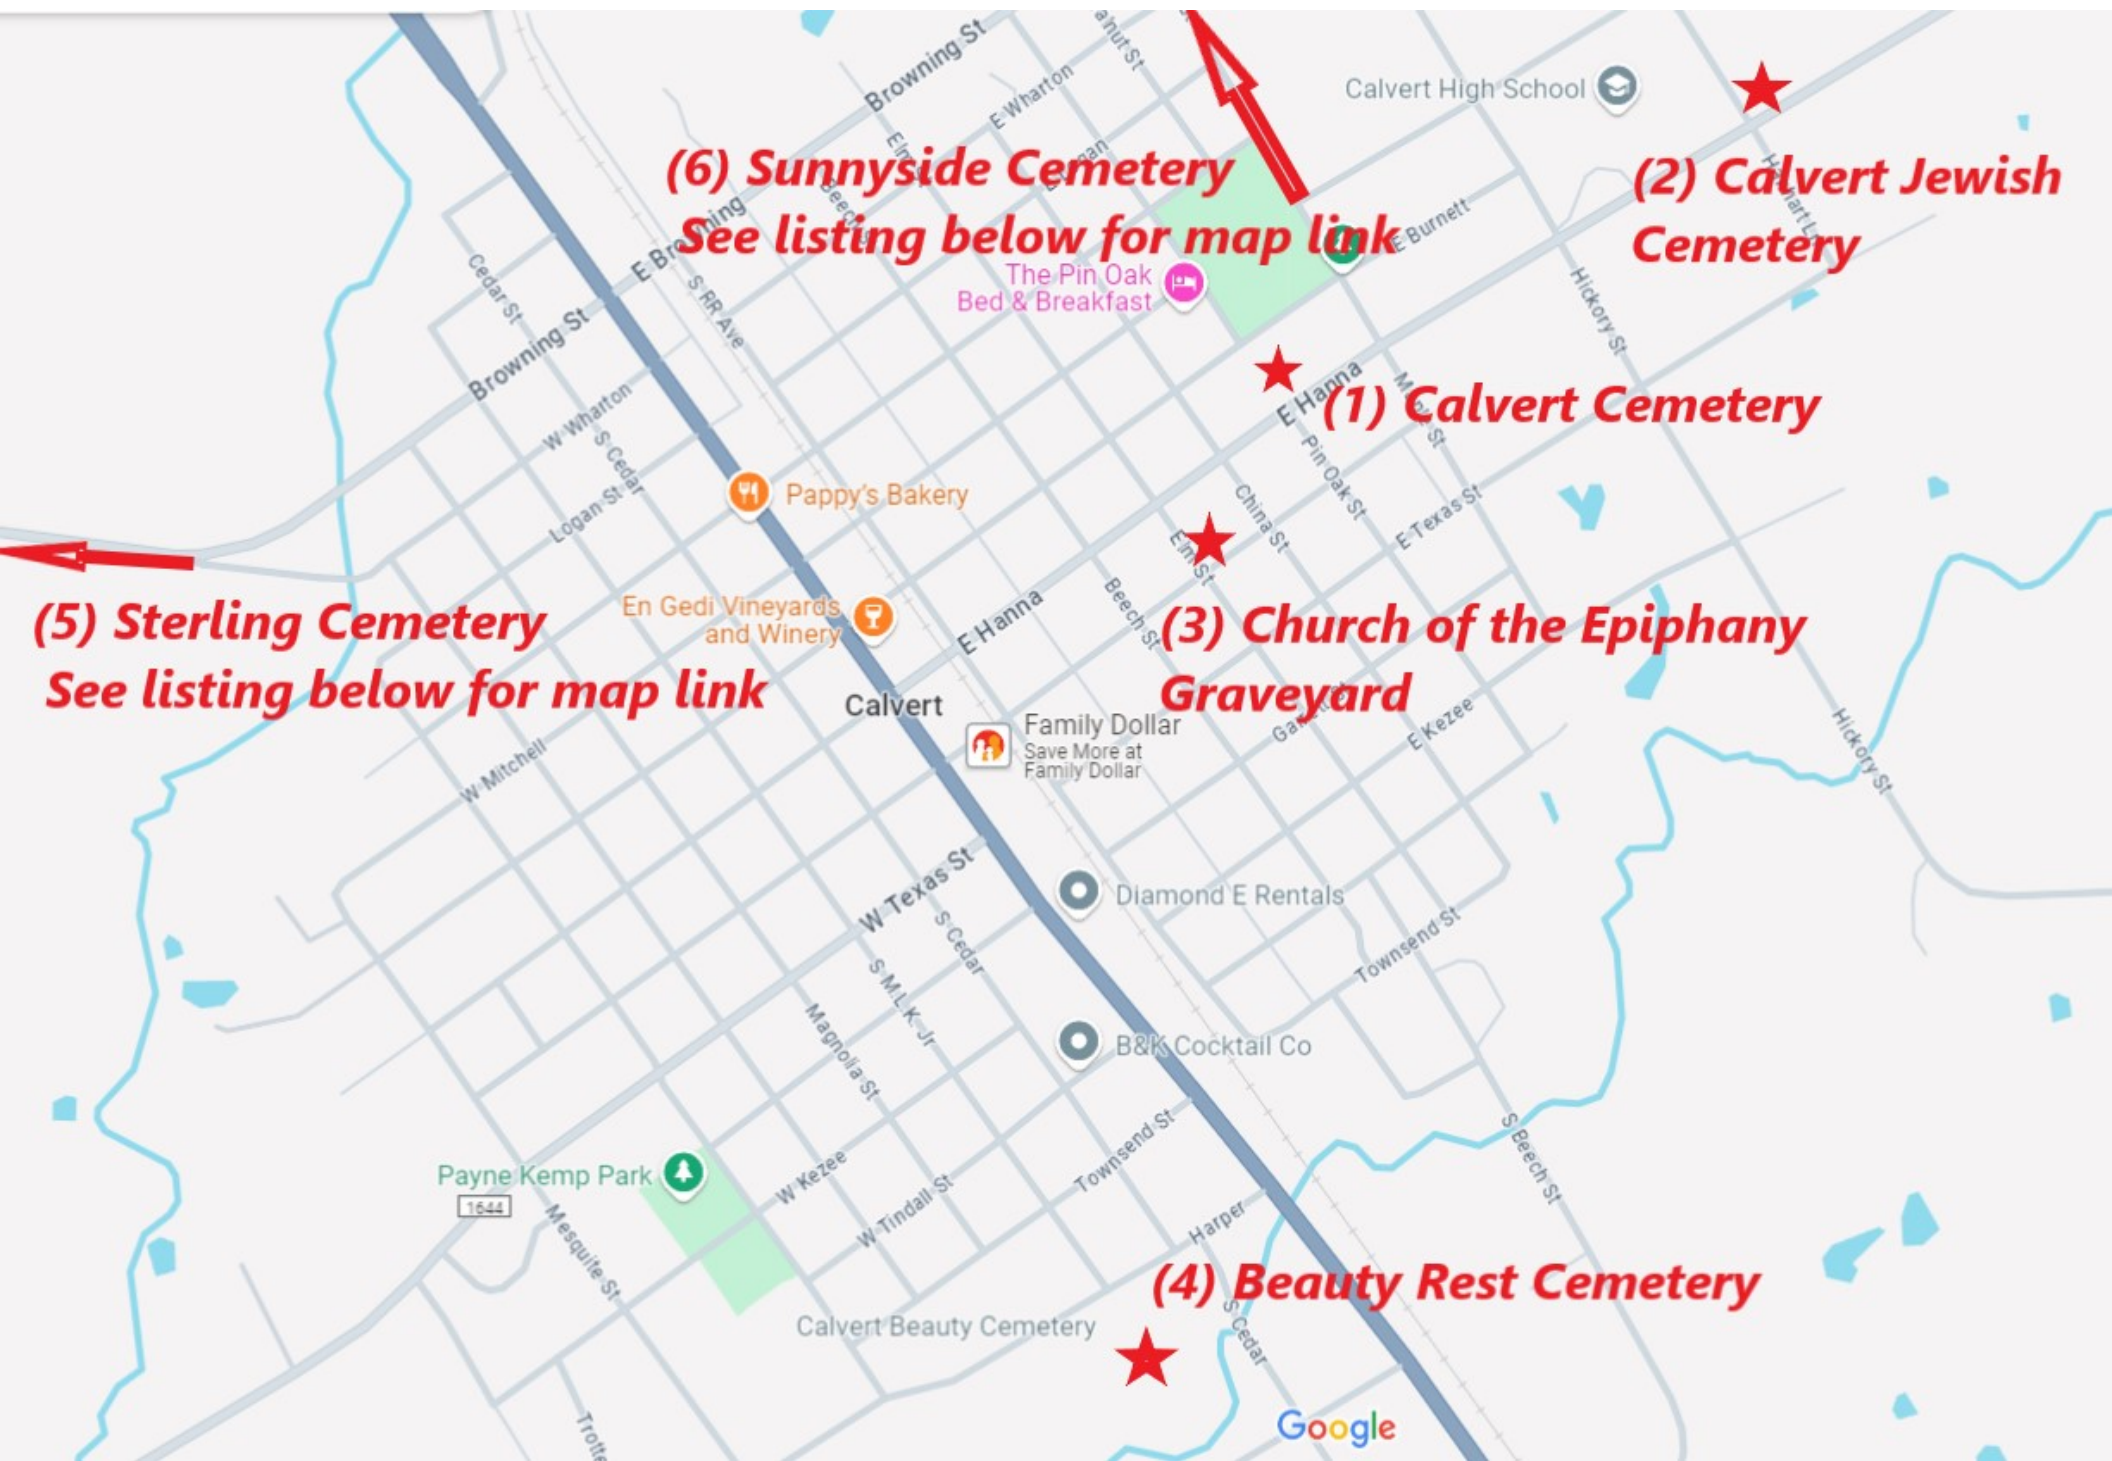 Browning St
E Wharton
Calvert High School
(6) Sunnyside Cemetery
See listing below for map link
(2) Calvert Jewish
Cemetery
E Browning
E Burnett
The Pin Oak
Bed & Breakfast
Cedar St
S RR Ave
Hickory St
Browning St
W Wharton
S Cedar
(1) Calvert Cemetery
E Hanna
Pin Oak St
Pappy's Bakery
Logan St
China St
E Texas St
Elm St
Beech St
E Hanna
En Gedi Vineyards
and Winery
(5) Sterling Cemetery
See listing below for map link
(3) Church of the Epiphany
Graveyard
Calvert
Family Dollar
Save More at
Family Dollar
E Kezee
Hickory St
W Mitchell
W Texas St
Diamond E Rentals
S Cedar
Townsend St
S M.L.K. Jr
Magnolia St
B&K Cocktail Co
Townsend St
S Beech St
Payne Kemp Park
1644
W Kezee
W Tindall St
Mesquite St
Harper
(4) Beauty Rest Cemetery
Calvert Beauty Cemetery
S Cedar
Google